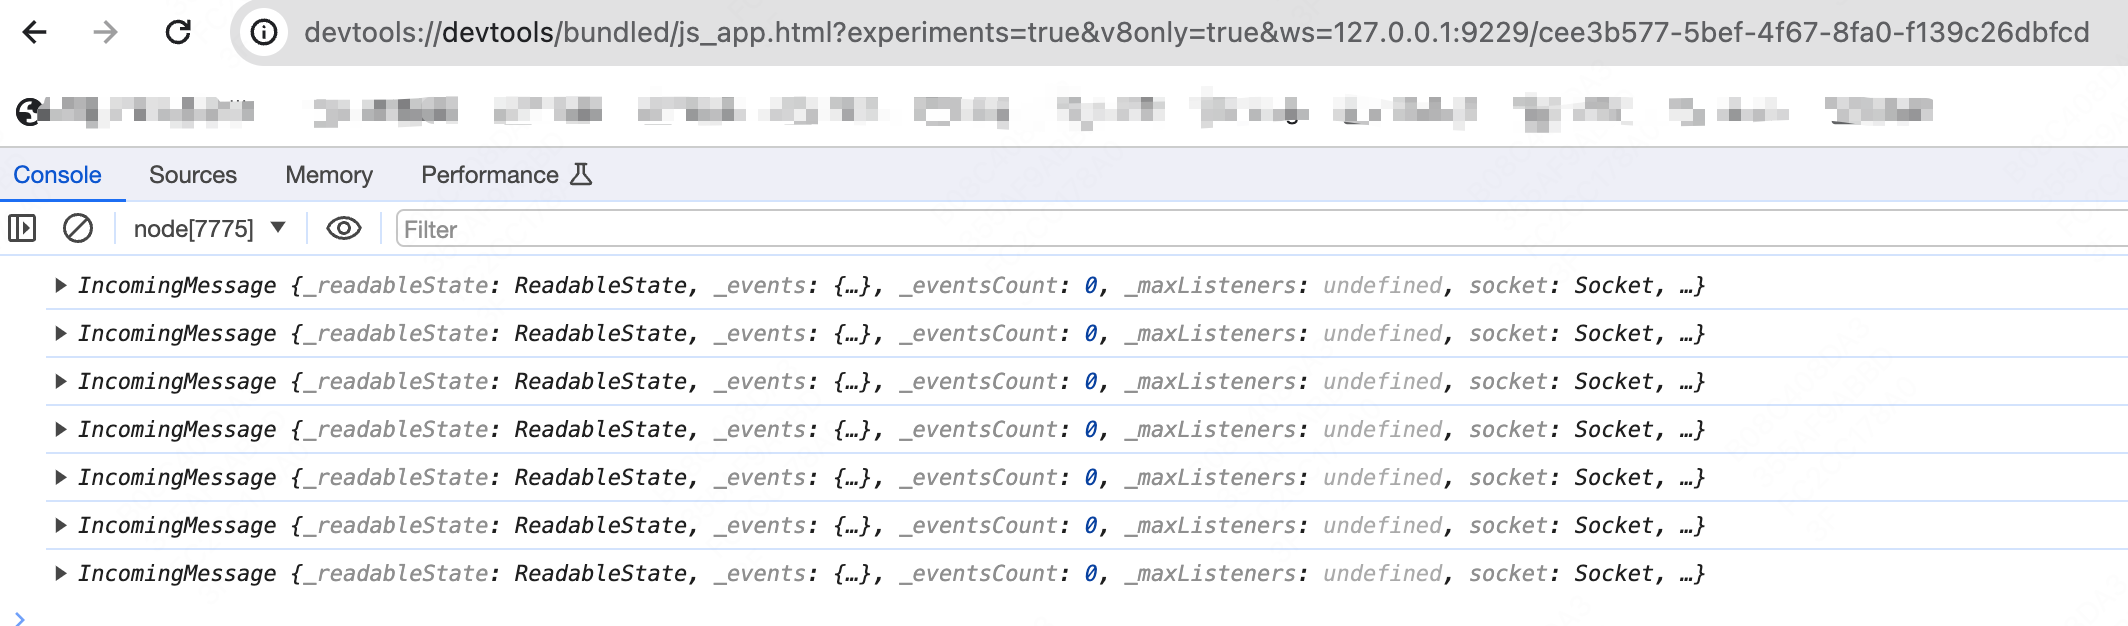 devtools://devtools/bundled/js_app.html?experiments=true&v8only=true&ws=127.0.0.1:9229/cee3b577-5bef-4f67-8fa0-f139c26dbfcd
Console Sources Memory Performance
node[7775] ▼ Filter
▶ IncomingMessage {_readableState: ReadableState, _events: {…}, _eventsCount: 0, _maxListeners: undefined, socket: Socket, …}
▶ IncomingMessage {_readableState: ReadableState, _events: {…}, _eventsCount: 0, _maxListeners: undefined, socket: Socket, …}
▶ IncomingMessage {_readableState: ReadableState, _events: {…}, _eventsCount: 0, _maxListeners: undefined, socket: Socket, …}
▶ IncomingMessage {_readableState: ReadableState, _events: {…}, _eventsCount: 0, _maxListeners: undefined, socket: Socket, …}
▶ IncomingMessage {_readableState: ReadableState, _events: {…}, _eventsCount: 0, _maxListeners: undefined, socket: Socket, …}
▶ IncomingMessage {_readableState: ReadableState, _events: {…}, _eventsCount: 0, _maxListeners: undefined, socket: Socket, …}
▶ IncomingMessage {_readableState: ReadableState, _events: {…}, _eventsCount: 0, _maxListeners: undefined, socket: Socket, …}